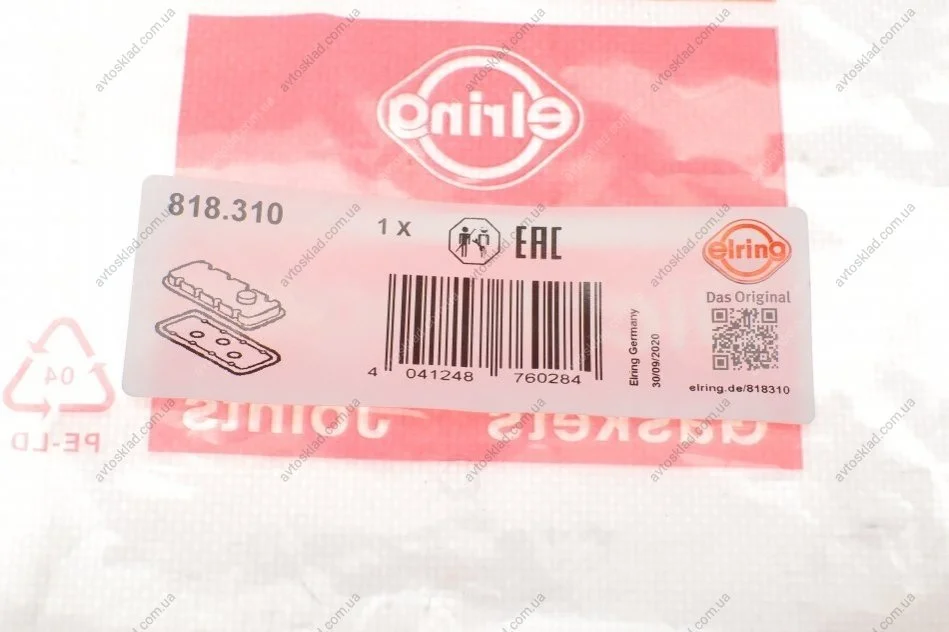 elring
818.310
1 X
EAC
elring
Das Original
4 041248 760284
Elring Germany
30/09/2020
elring.de/818310
Joints Gaskets
04
PE-LD
avtosklad.com.ua